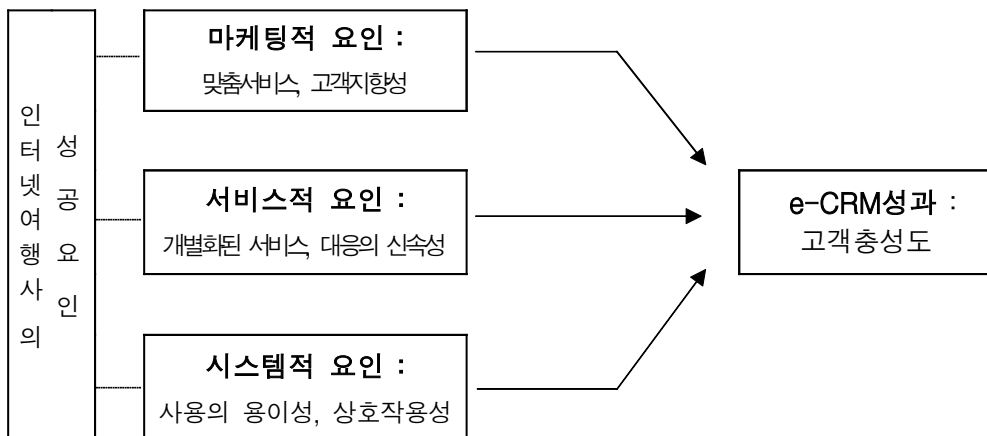 인터넷여행사의
성공요인
마케팅적 요인 :
맞춤서비스, 고객지향성
서비스적 요인 :
개별화된 서비스, 대응의 신속성
시스템적 요인 :
사용의 용이성, 상호작용성
e-CRM성과 :
고객충성도